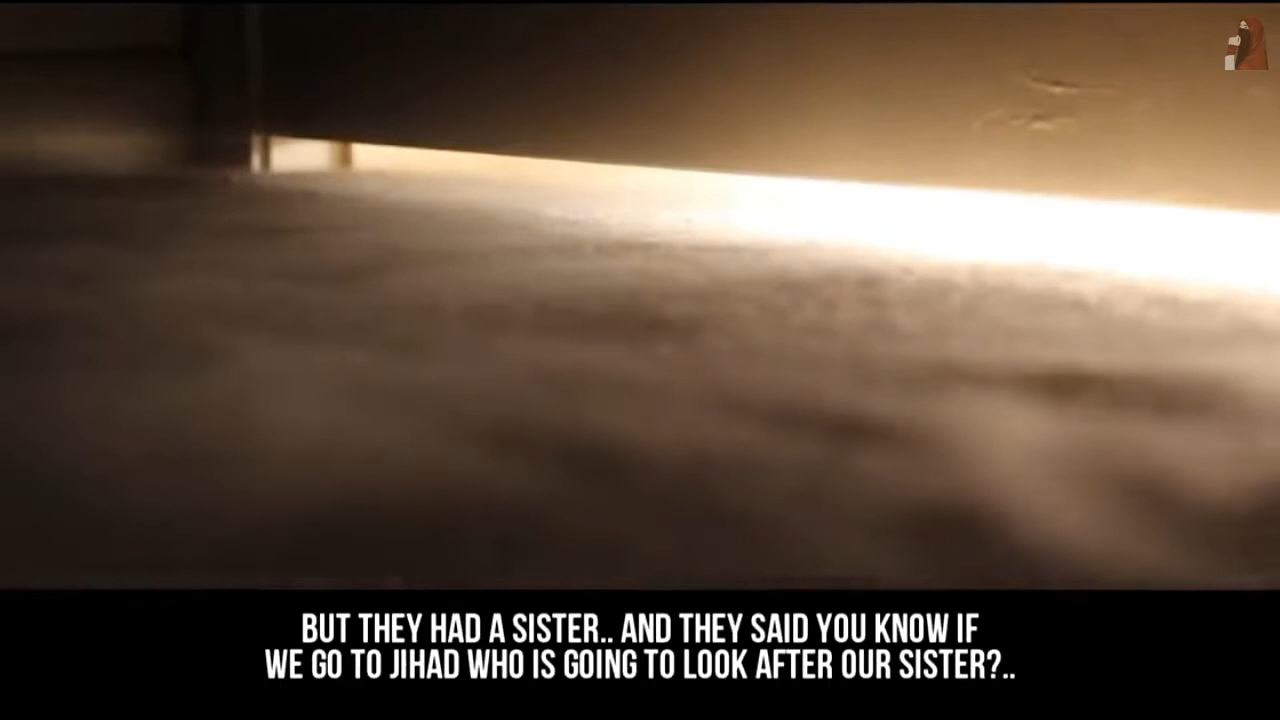 BUT THEY HAD A SISTER.. AND THEY SAID YOU KNOW IF
WE GO TO JIHAD WHO IS GOING TO LOOK AFTER OUR SISTER?..